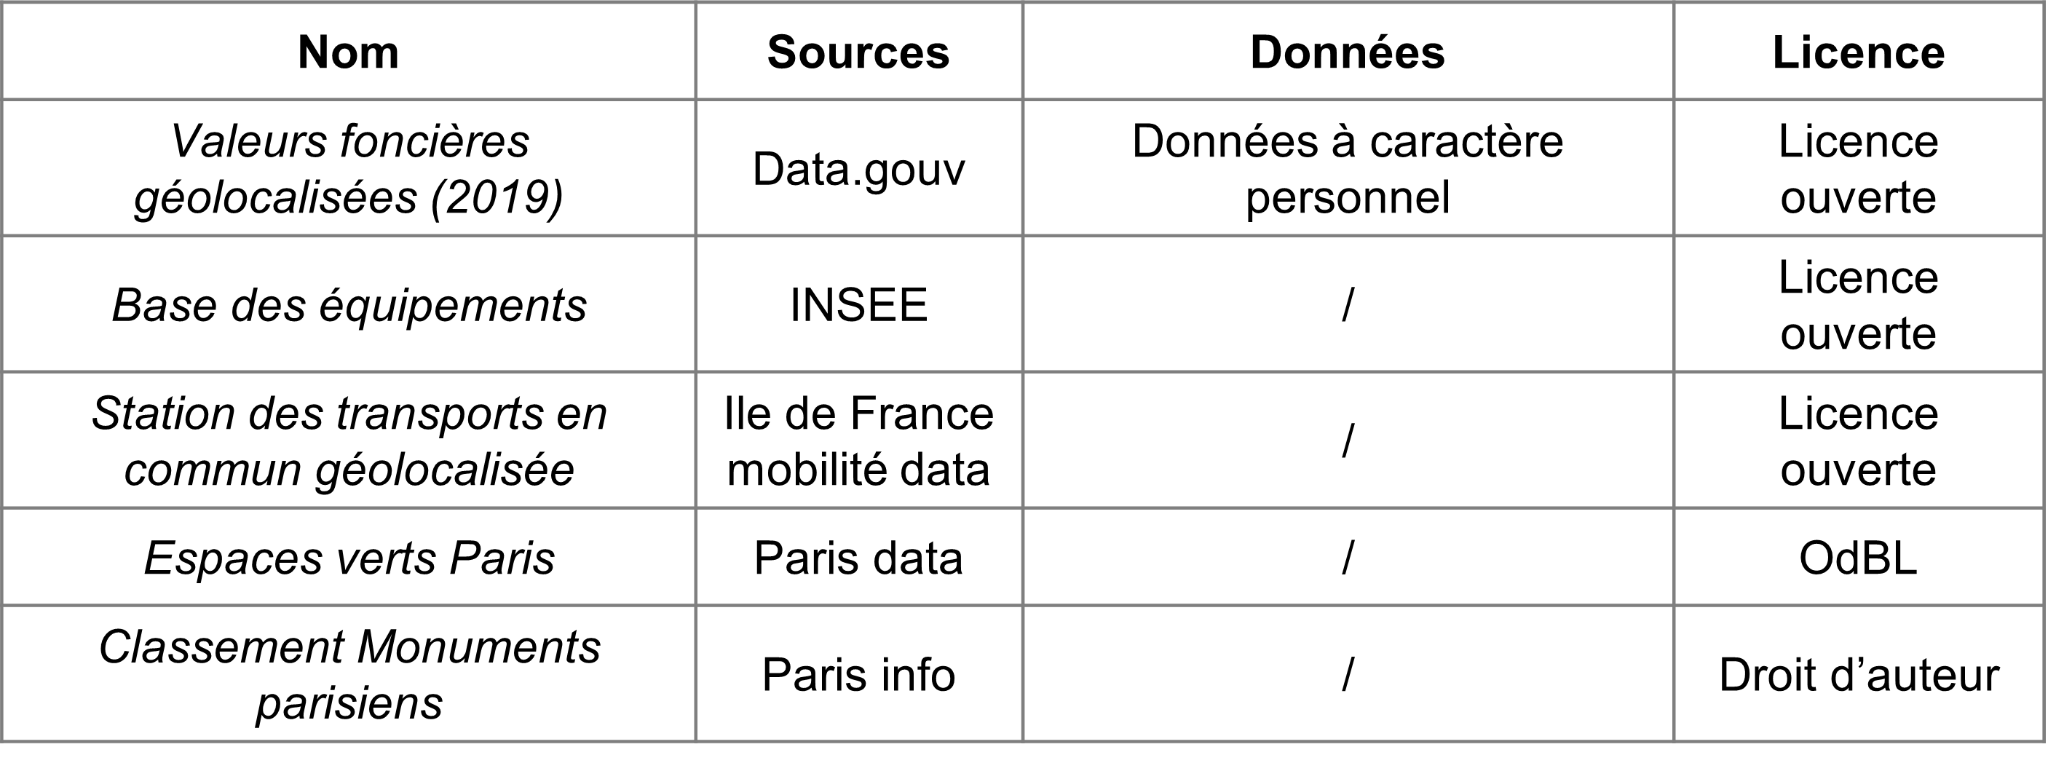 Nom
Sources
Données
Licence
Valeurs foncières
géolocalisées (2019)
Data.gouv
Données à caractère
personnel
Licence
ouverte
Base des équipements
INSEE
/
Licence
ouverte
Station des transports en
commun géolocalisée
Ile de France
mobilité data
/
Licence
ouverte
Espaces verts Paris
Paris data
/
OdBL
Classement Monuments
parisiens
Paris info
/
Droit d’auteur